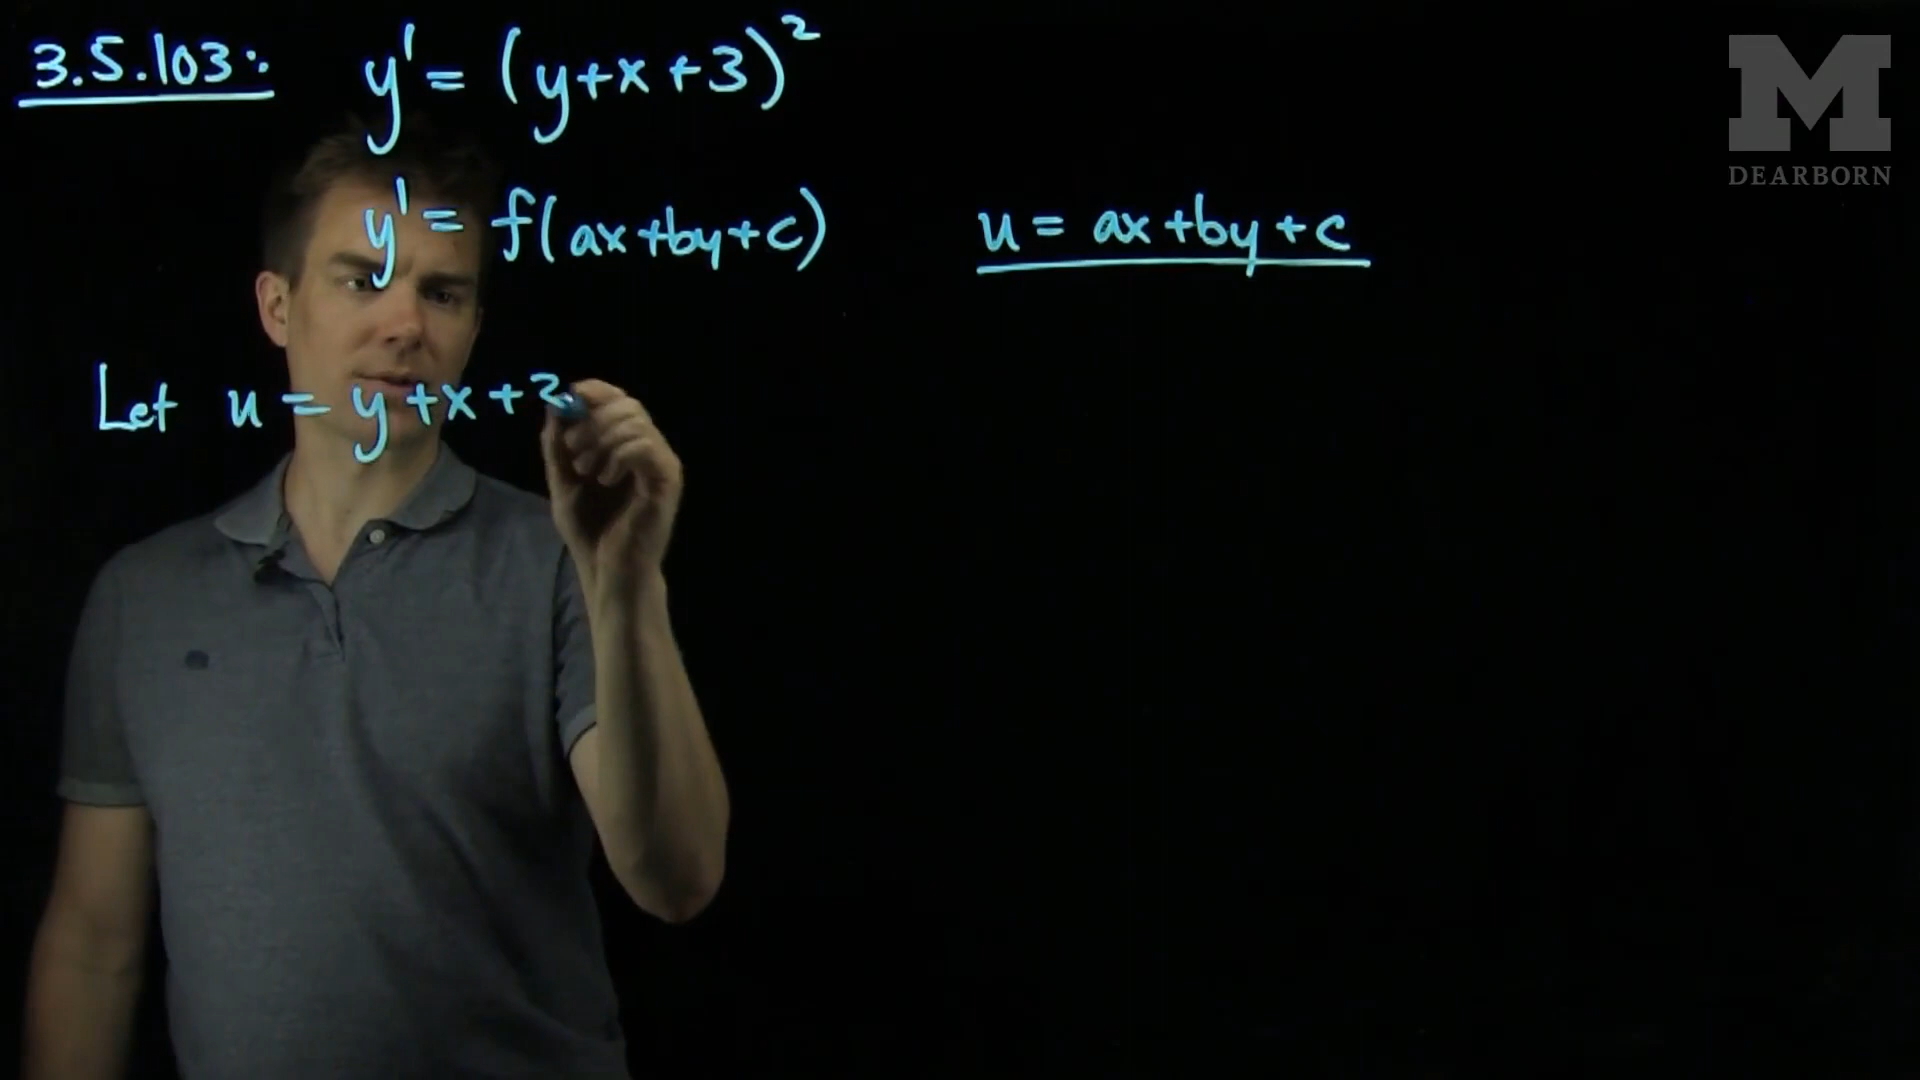 3.5.103: y' = (y+x+3)²
M
DEARBORN
y' = f(ax+by+c) u = ax+by+c
Let u = y+x+3